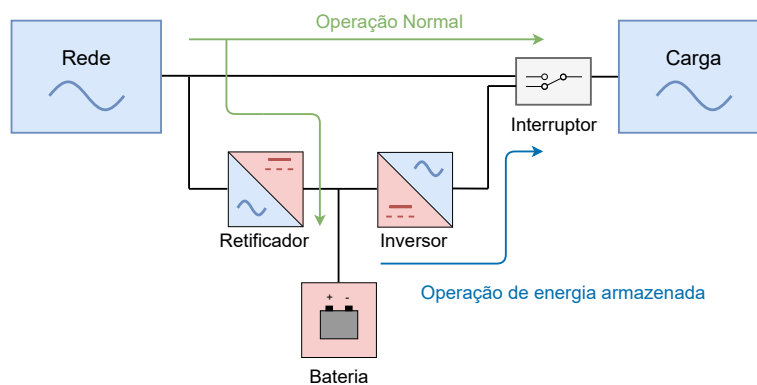 Operação Normal
Rede
Carga
Interruptor
Retificador
Inversor
Operação de energia armazenada
+ -
Bateria